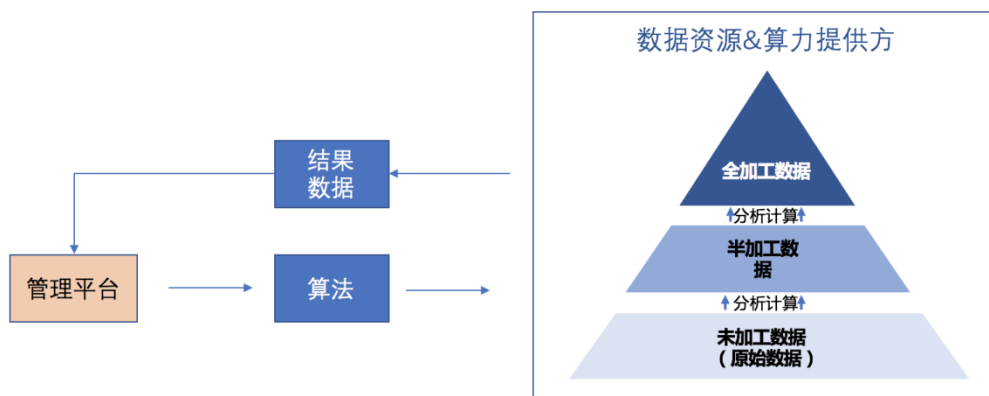 数据资源&算力提供方
结果
数据
全加工数据
分析计算
半加工数
据
管理平台
算法
分析计算
未加工数据
（原始数据）